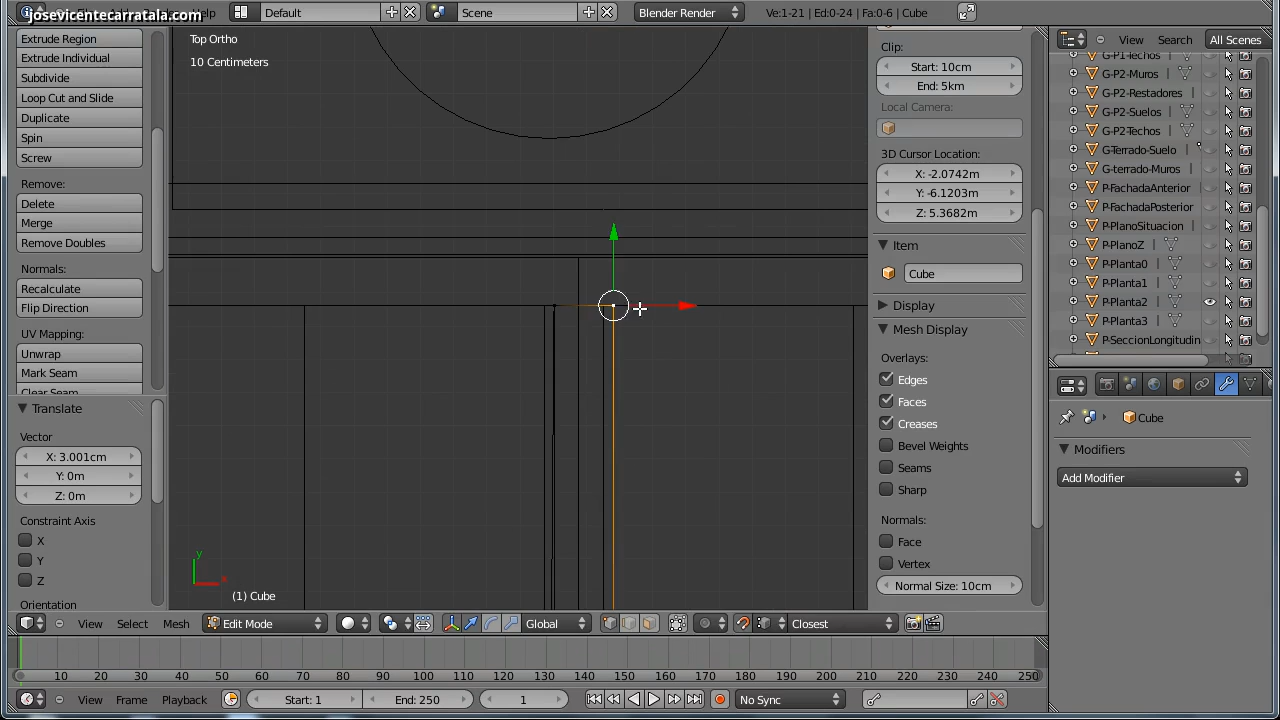 josevicentecarratala.com
Help
Default
Scene
Blender Render
Ve:1-21 | Ed:0-24 | Fa:0-6 | Cube
Extrude Region
Extrude Individual
Subdivide
Loop Cut and Slide
Duplicate
Spin
Screw
Remove:
Delete
Merge
Remove Doubles
Normals:
Recalculate
Flip Direction
UV Mapping:
Unwrap
Mark Seam
Clear Seam
Translate
Vector
X: 3.001cm
Y: 0m
Z: 0m
Constraint Axis
X
Y
Z
Orientation
Top Ortho
10 Centimeters
y
x
(1) Cube
Clip:
Start: 10cm
End: 5km
Local Camera:
3D Cursor Location:
X: -2.0742m
Y: -6.1203m
Z: 5.3682m
Item
Cube
Display
Mesh Display
Overlays:
Edges
Faces
Creases
Bevel Weights
Seams
Sharp
Normals:
Face
Vertex
Normal Size: 10cm
View
Search
All Scenes
G-P1Techos
G-P2-Muros
G-P2-Restadores
G-P2-Suelos
G-P2-Techos
G-Terrado-Suelo
G-terrado-Muros
P-FachadaAnterior
P-FachadaPosterior
P-PlanoSituacion
P-PlanoZ
P-Planta0
P-Planta1
P-Planta2
P-Planta3
P-SeccionLongitudin
Cube
Modifiers
Add Modifier
View
Select
Mesh
Edit Mode
Global
Closest
10 20 30 40 50 60 70 80 90 100 110 120 130 140 150 160 170 180 190 200 210 220 230 240 250
View
Frame
Playback
Start: 1
End: 250
1
No Sync